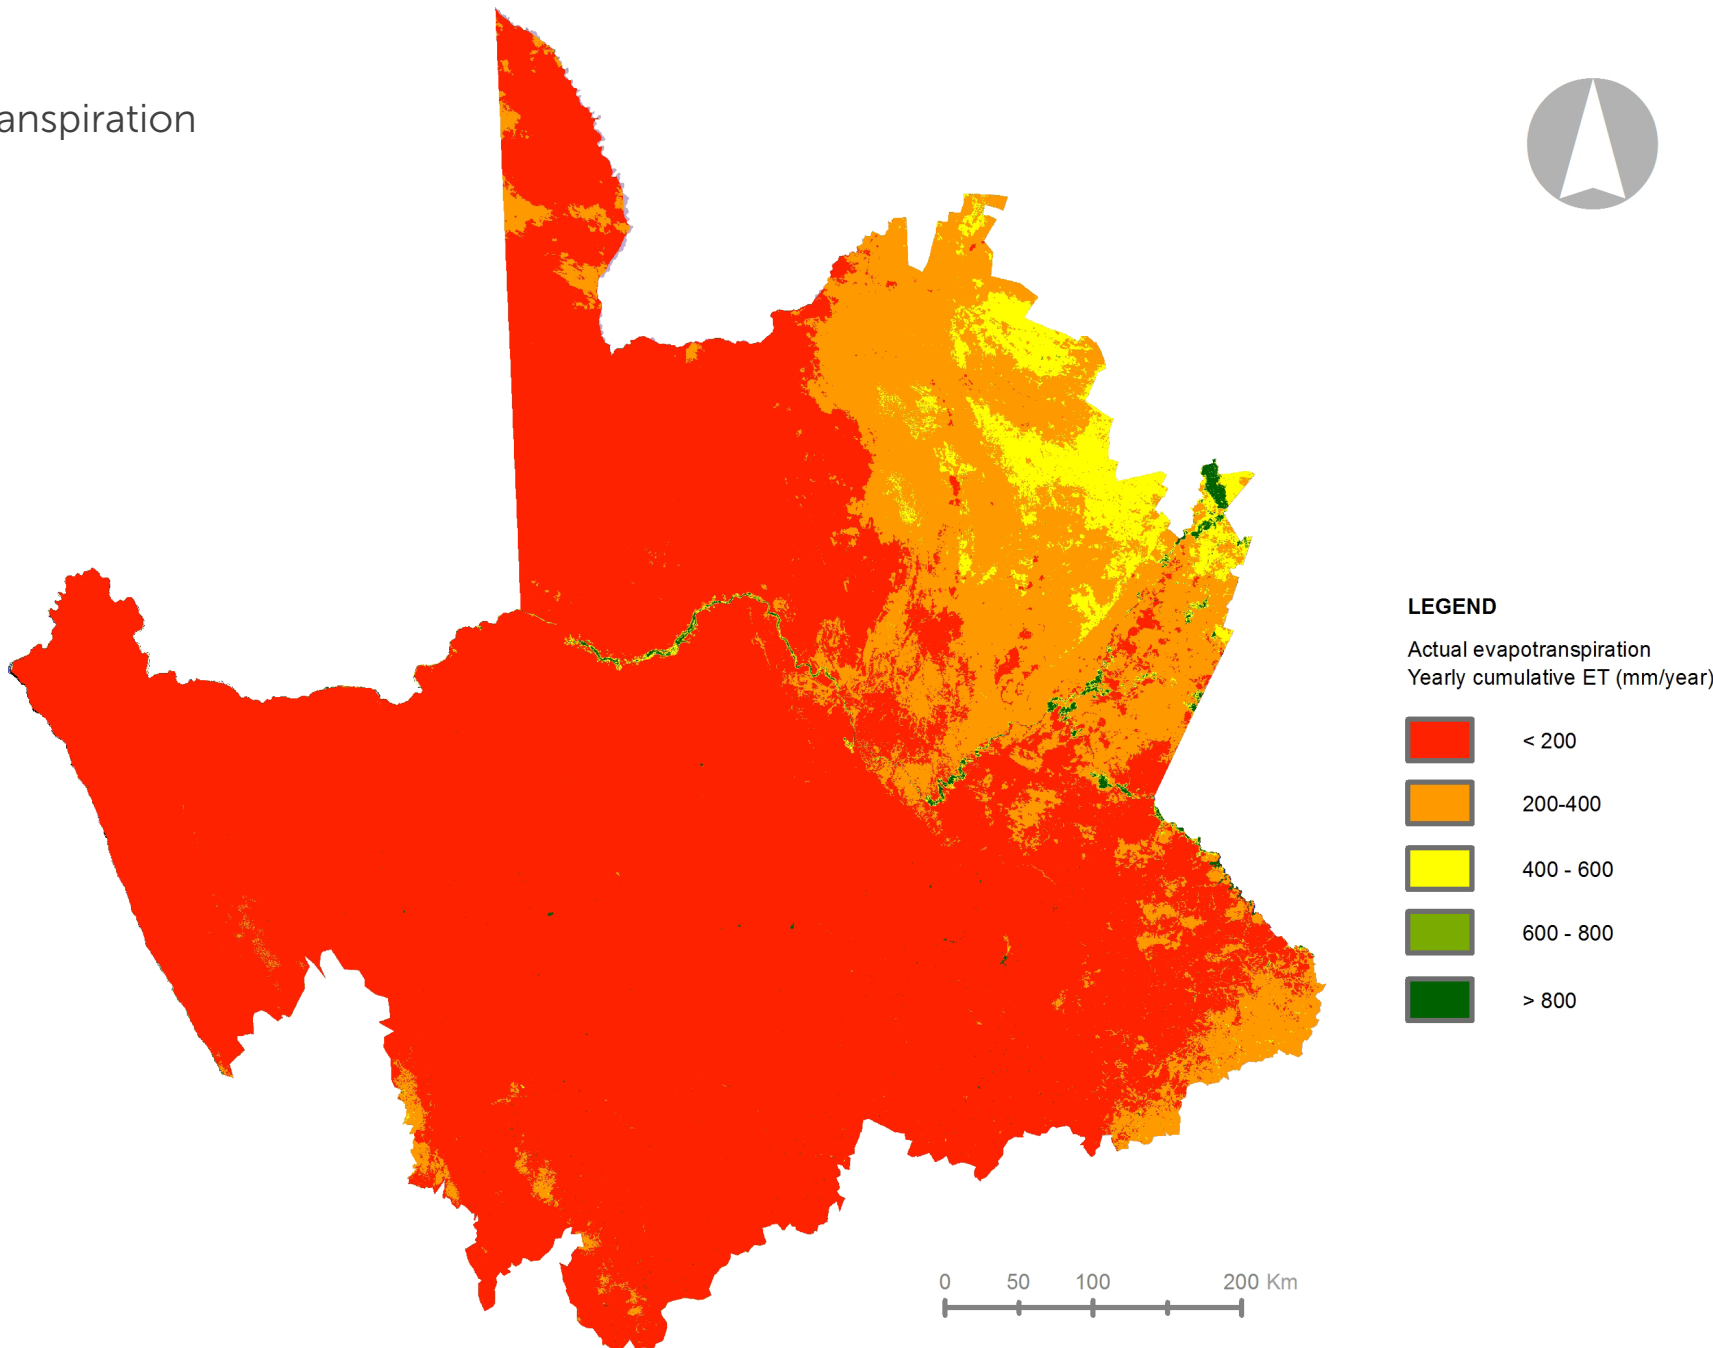 anspiration
LEGEND
Actual evapotranspiration
Yearly cumulative ET (mm/year)
< 200
200-400
400 - 600
600 - 800
> 800
0 50 100 200 Km